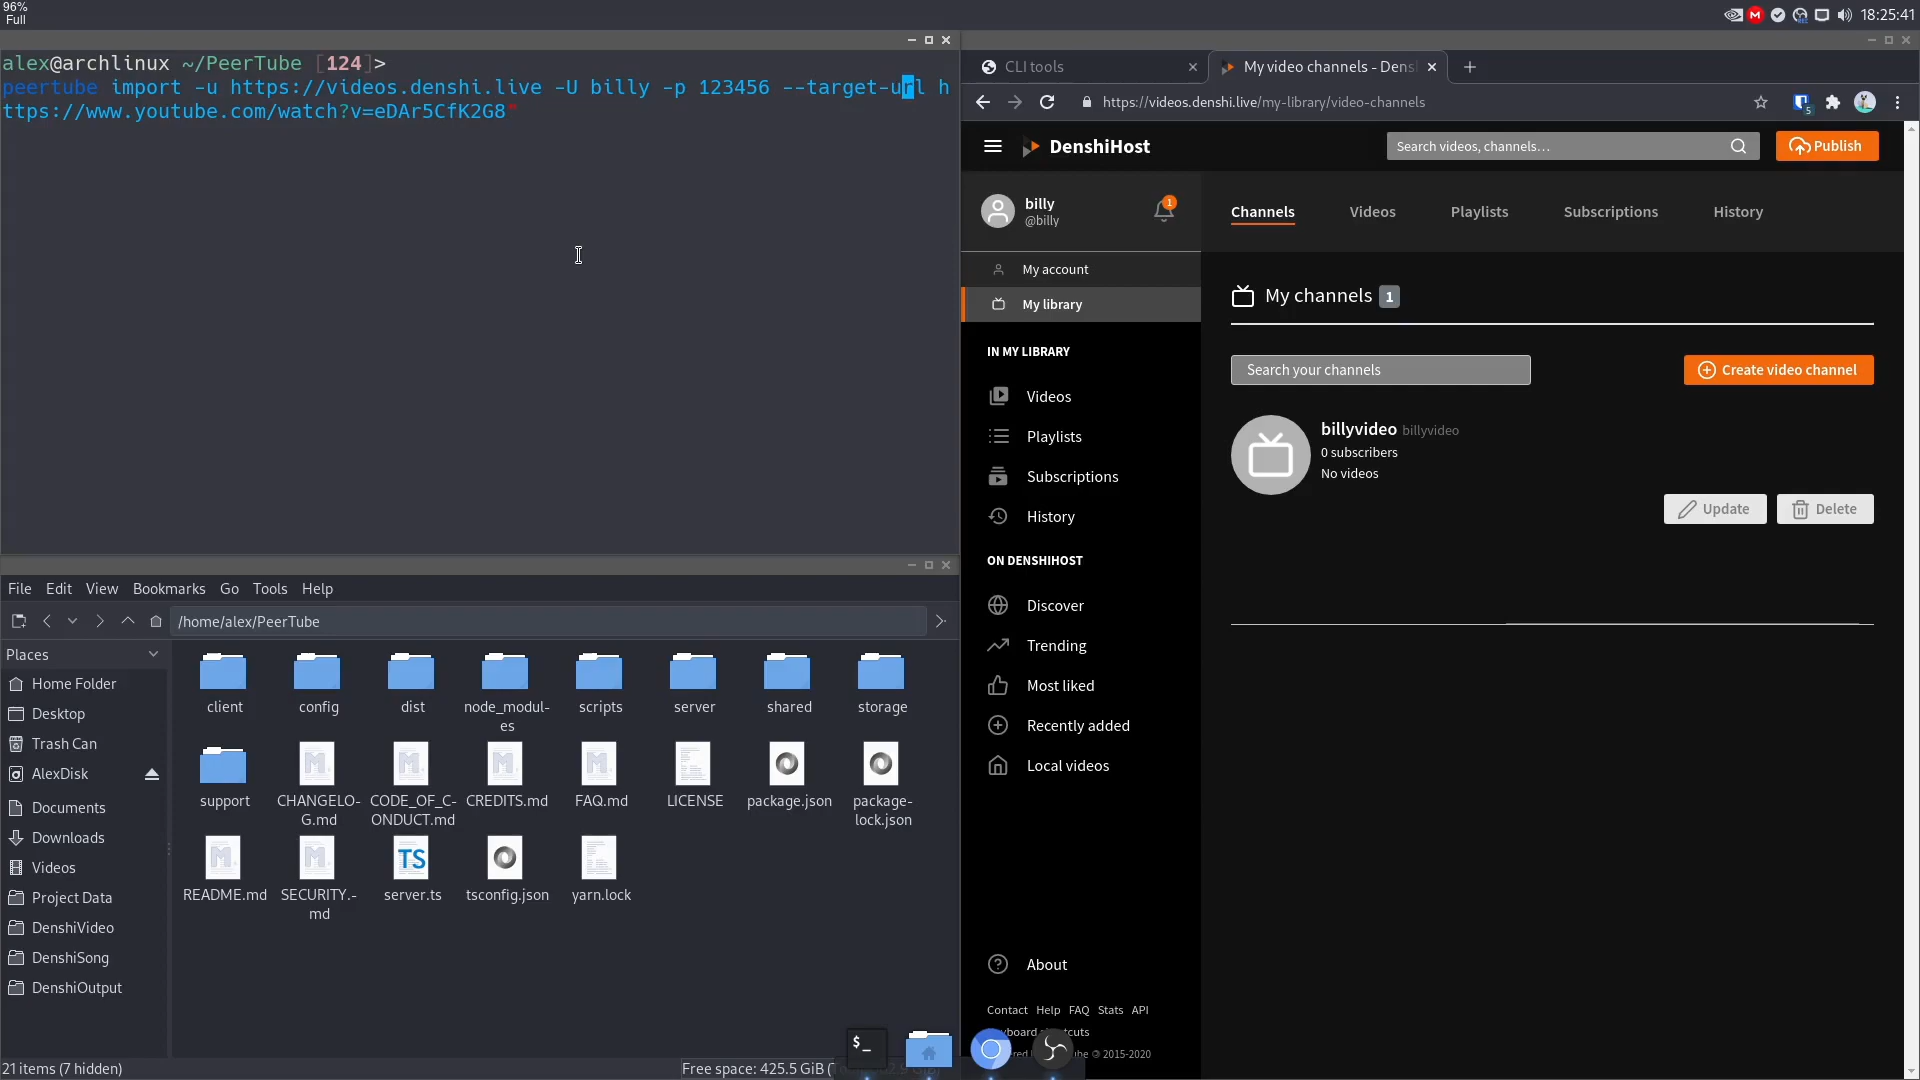 96%
Full
18:25:41
alex@archlinux ~/PeerTube [124]>
peertube import -u https://videos.denshi.live -U billy -p 123456 --target-url h
ttps://www.youtube.com/watch?v=eDAr5CfK2G8"
File Edit View Bookmarks Go Tools Help
/home/alex/PeerTube
Places
Home Folder
Desktop
Trash Can
AlexDisk
Documents
Downloads
Videos
Project Data
DenshiVideo
DenshiSong
DenshiOutput
client config dist node_modul- scripts server shared storage
es
support CHANGELO- CODE_OF_C- CREDITS.md FAQ.md LICENSE package.json package-
G.md ONDUCT.md lock.json
TS
README.md SECURITY.- server.ts tsconfig.json yarn.lock
md
21 items (7 hidden)
Free space: 425.5 GiB
$_
CLI tools
My video channels - Dens
https://videos.denshi.live/my-library/video-channels
5
DenshiHost
Search videos, channels…
Publish
billy
@billy
1
My account
My library
IN MY LIBRARY
Videos
Playlists
Subscriptions
History
ON DENSHIHOST
Discover
Trending
Most liked
Recently added
Local videos
About
Contact Help FAQ Stats API
© 2015-2020
Channels Videos Playlists Subscriptions History
My channels 1
Search your channels
Create video channel
billyvideo billyvideo
0 subscribers
No videos
Update
Delete